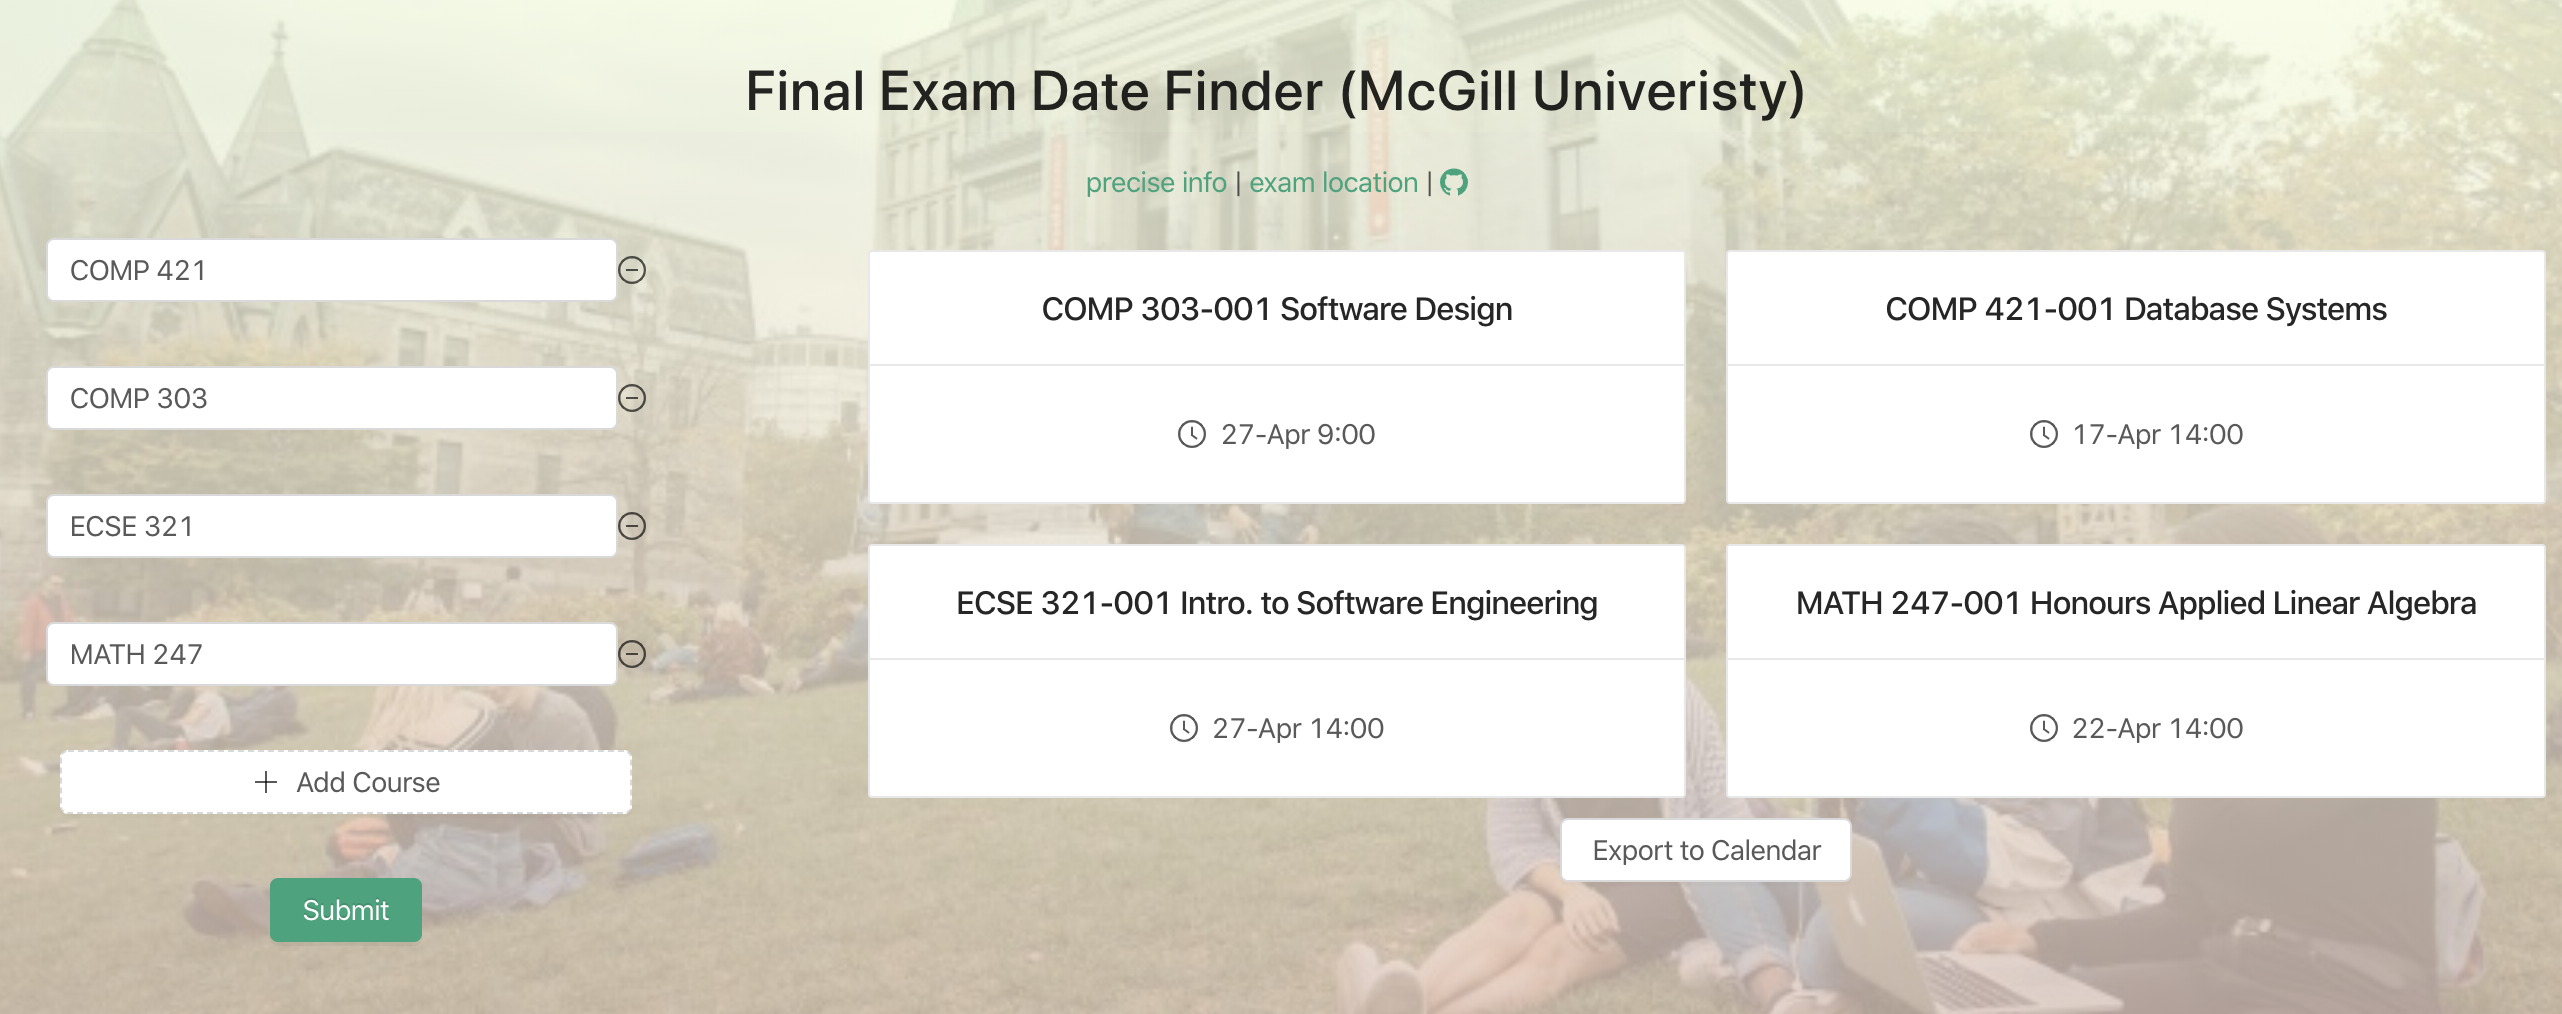 Final Exam Date Finder (McGill Univeristy)
precise info | exam location |
COMP 421
COMP 303
ECSE 321
MATH 247
+ Add Course
Submit
COMP 303-001 Software Design
27-Apr 9:00
COMP 421-001 Database Systems
17-Apr 14:00
ECSE 321-001 Intro. to Software Engineering
27-Apr 14:00
MATH 247-001 Honours Applied Linear Algebra
22-Apr 14:00
Export to Calendar